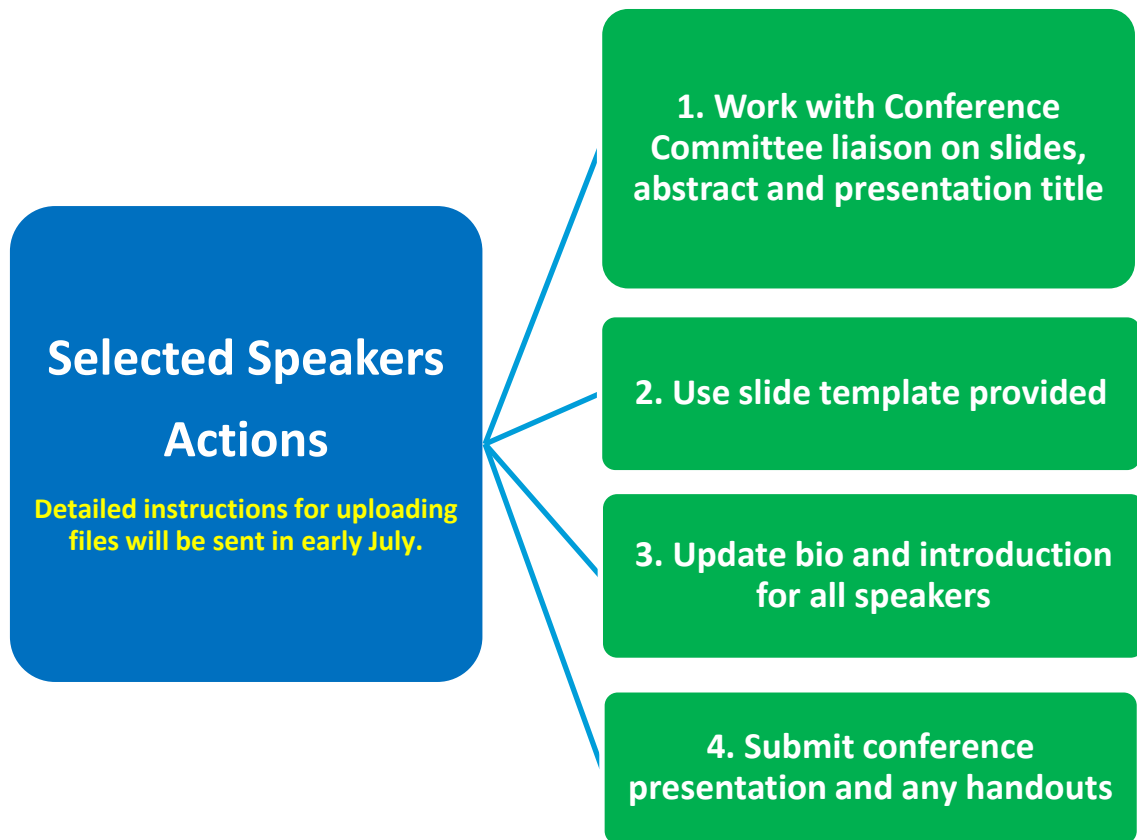 Selected Speakers
Actions
Detailed instructions for uploading
files will be sent in early July.
1. Work with Conference
Committee liaison on slides,
abstract and presentation title
2. Use slide template provided
3. Update bio and introduction
for all speakers
4. Submit conference
presentation and any handouts